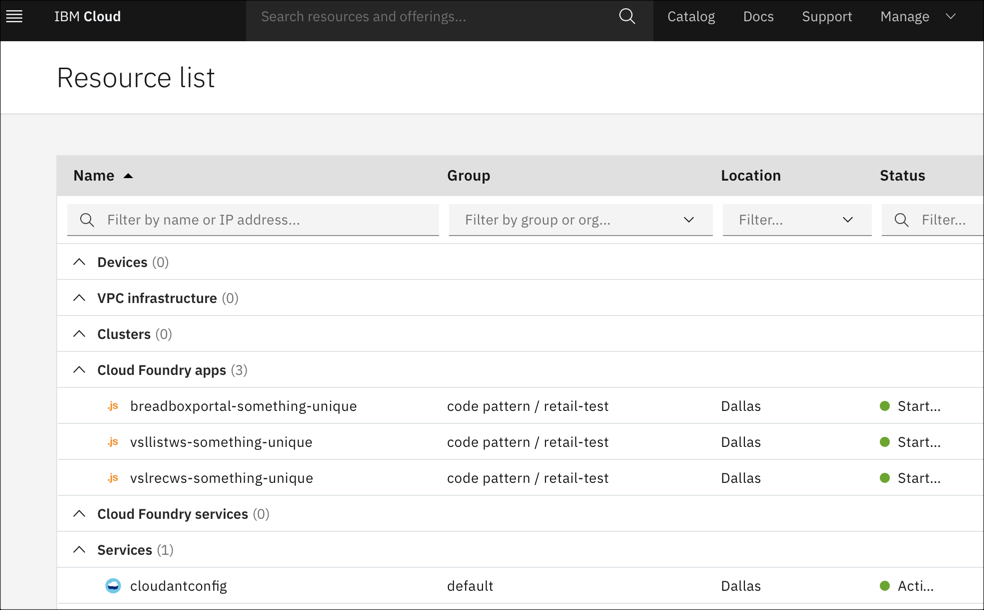 IBM Cloud Search resources and offerings... Catalog Docs Support Manage
Resource list
Name Group Location Status
Filter by name or IP address... Filter by group or org... Filter... Filter...
Devices (0)
VPC infrastructure (0)
Clusters (0)
Cloud Foundry apps (3)
.js breadboxportal-something-unique code pattern / retail-test Dallas Start...
.js vsllistws-something-unique code pattern / retail-test Dallas Start...
.js vslrecws-something-unique code pattern / retail-test Dallas Start...
Cloud Foundry services (0)
Services (1)
cloudantconfig default Dallas Acti...